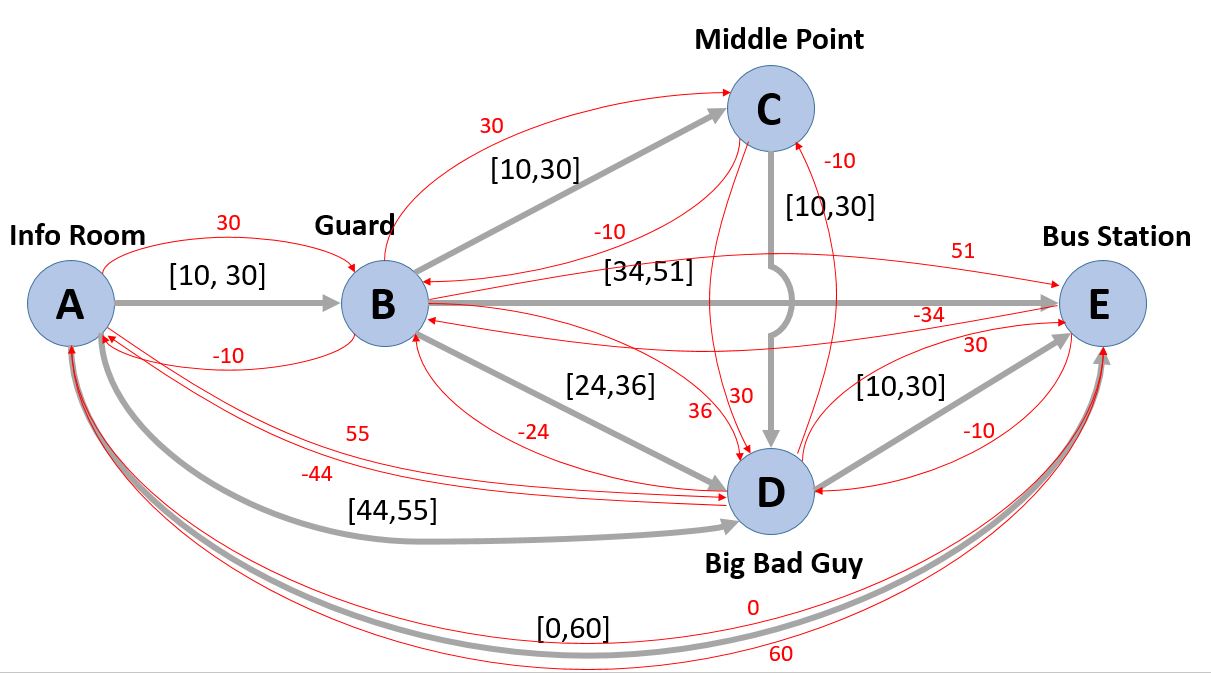 Middle Point
C
30
[10,30]
-10
[10,30]
Info Room
30
Guard
-10
Bus Station
51
[10, 30]
[34,51]
A
B
E
-34
30
-10
[24,36]
[10,30]
36
30
55
-24
-10
-44
D
[44,55]
Big Bad Guy
0
[0,60]
60